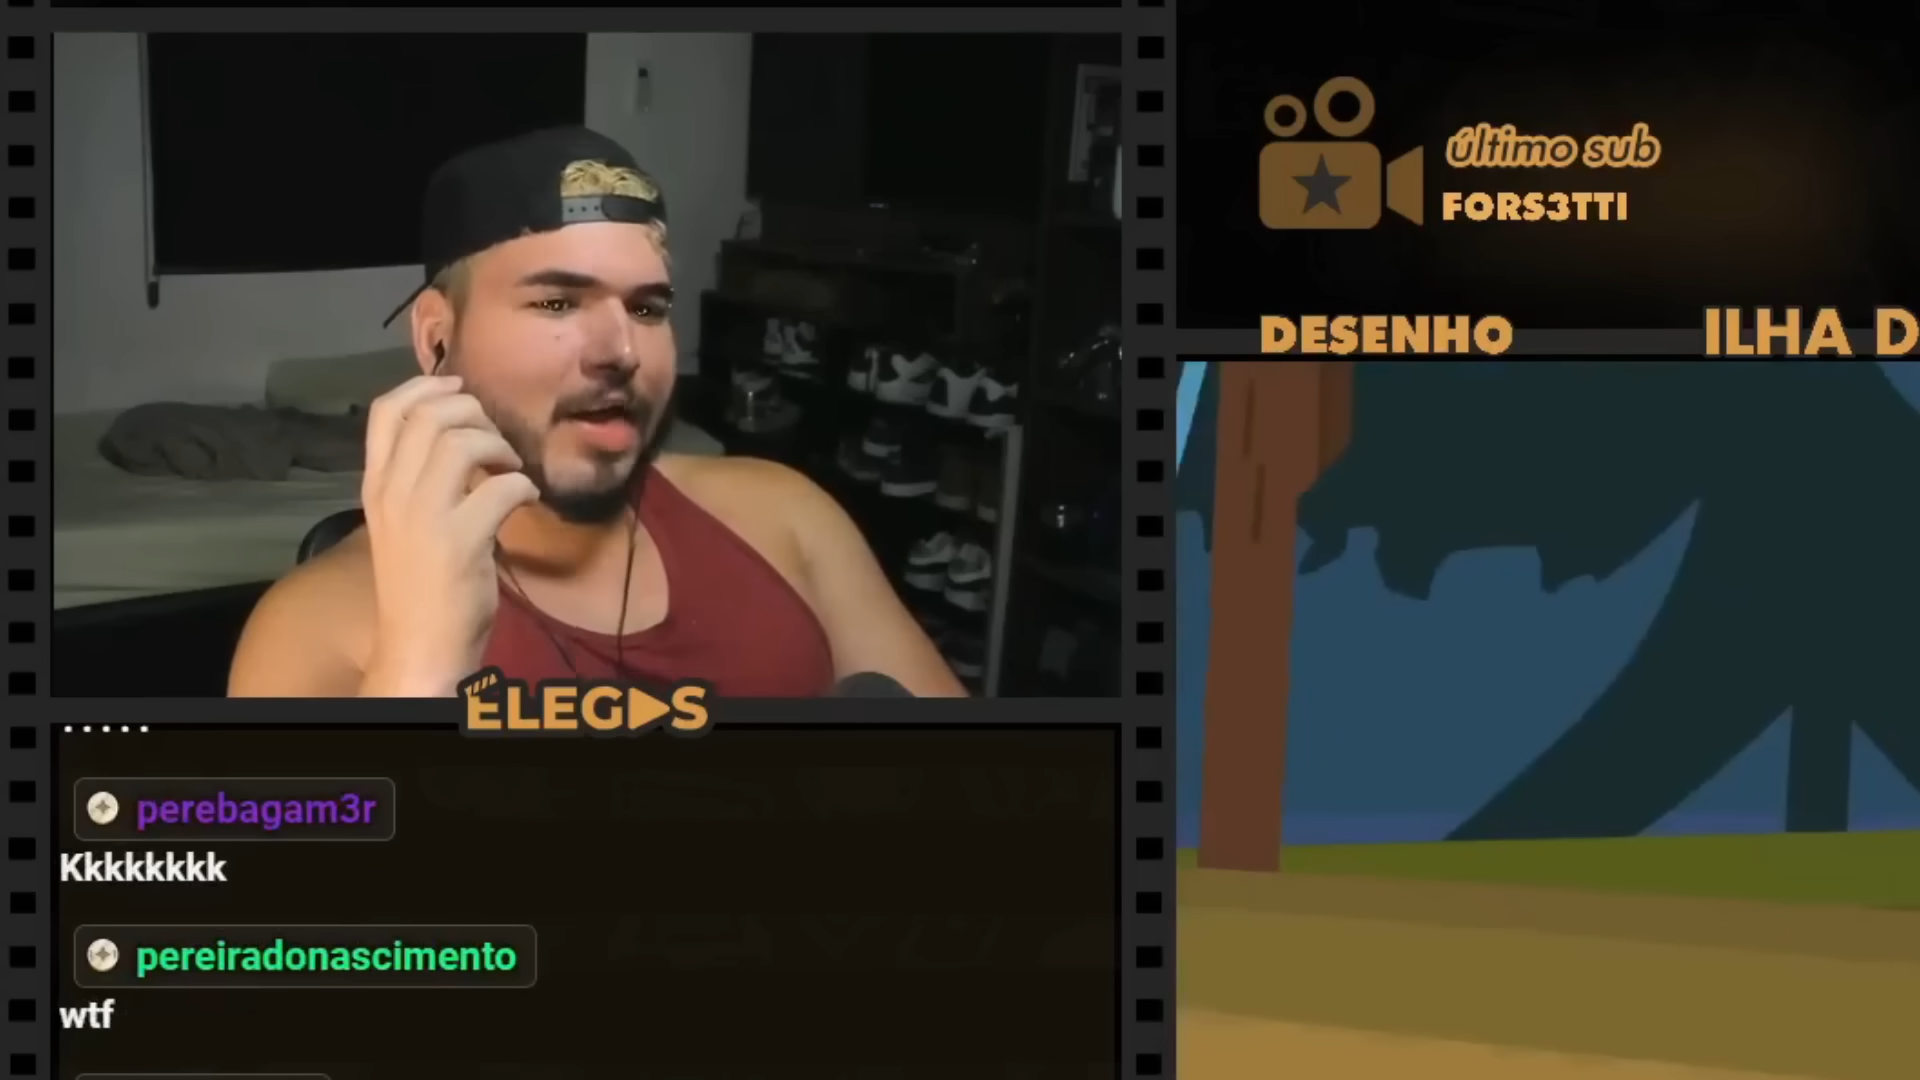 último sub
FORS3TTI
DESENHO
ILHA D
ELEGOS
.....
perebagam3r
Kkkkkkkk
pereiradonascimento
wtf